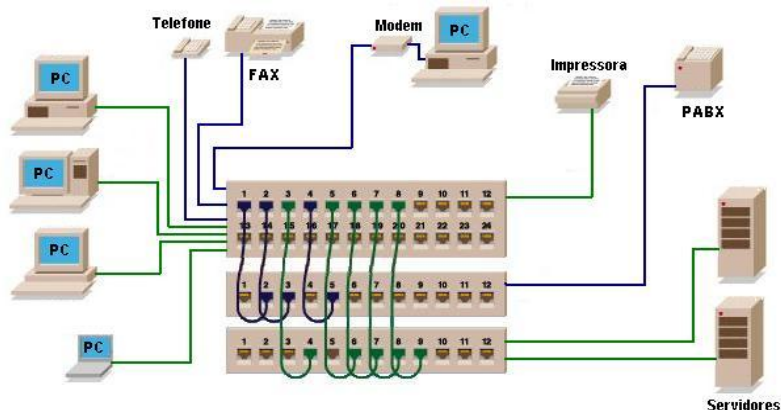 Telefone
FAX
Modem
PC
Impressora
PABX
PC
PC
PC
PC
1 2 3 4 5 6 7 8 9 10 11 12
13 14 15 16 17 18 19 20 21 22 23 24
1 2 3 4 5 6 7 8 9 10 11 12
1 2 3 4 5 6 7 8 9 10 11 12
Servidores